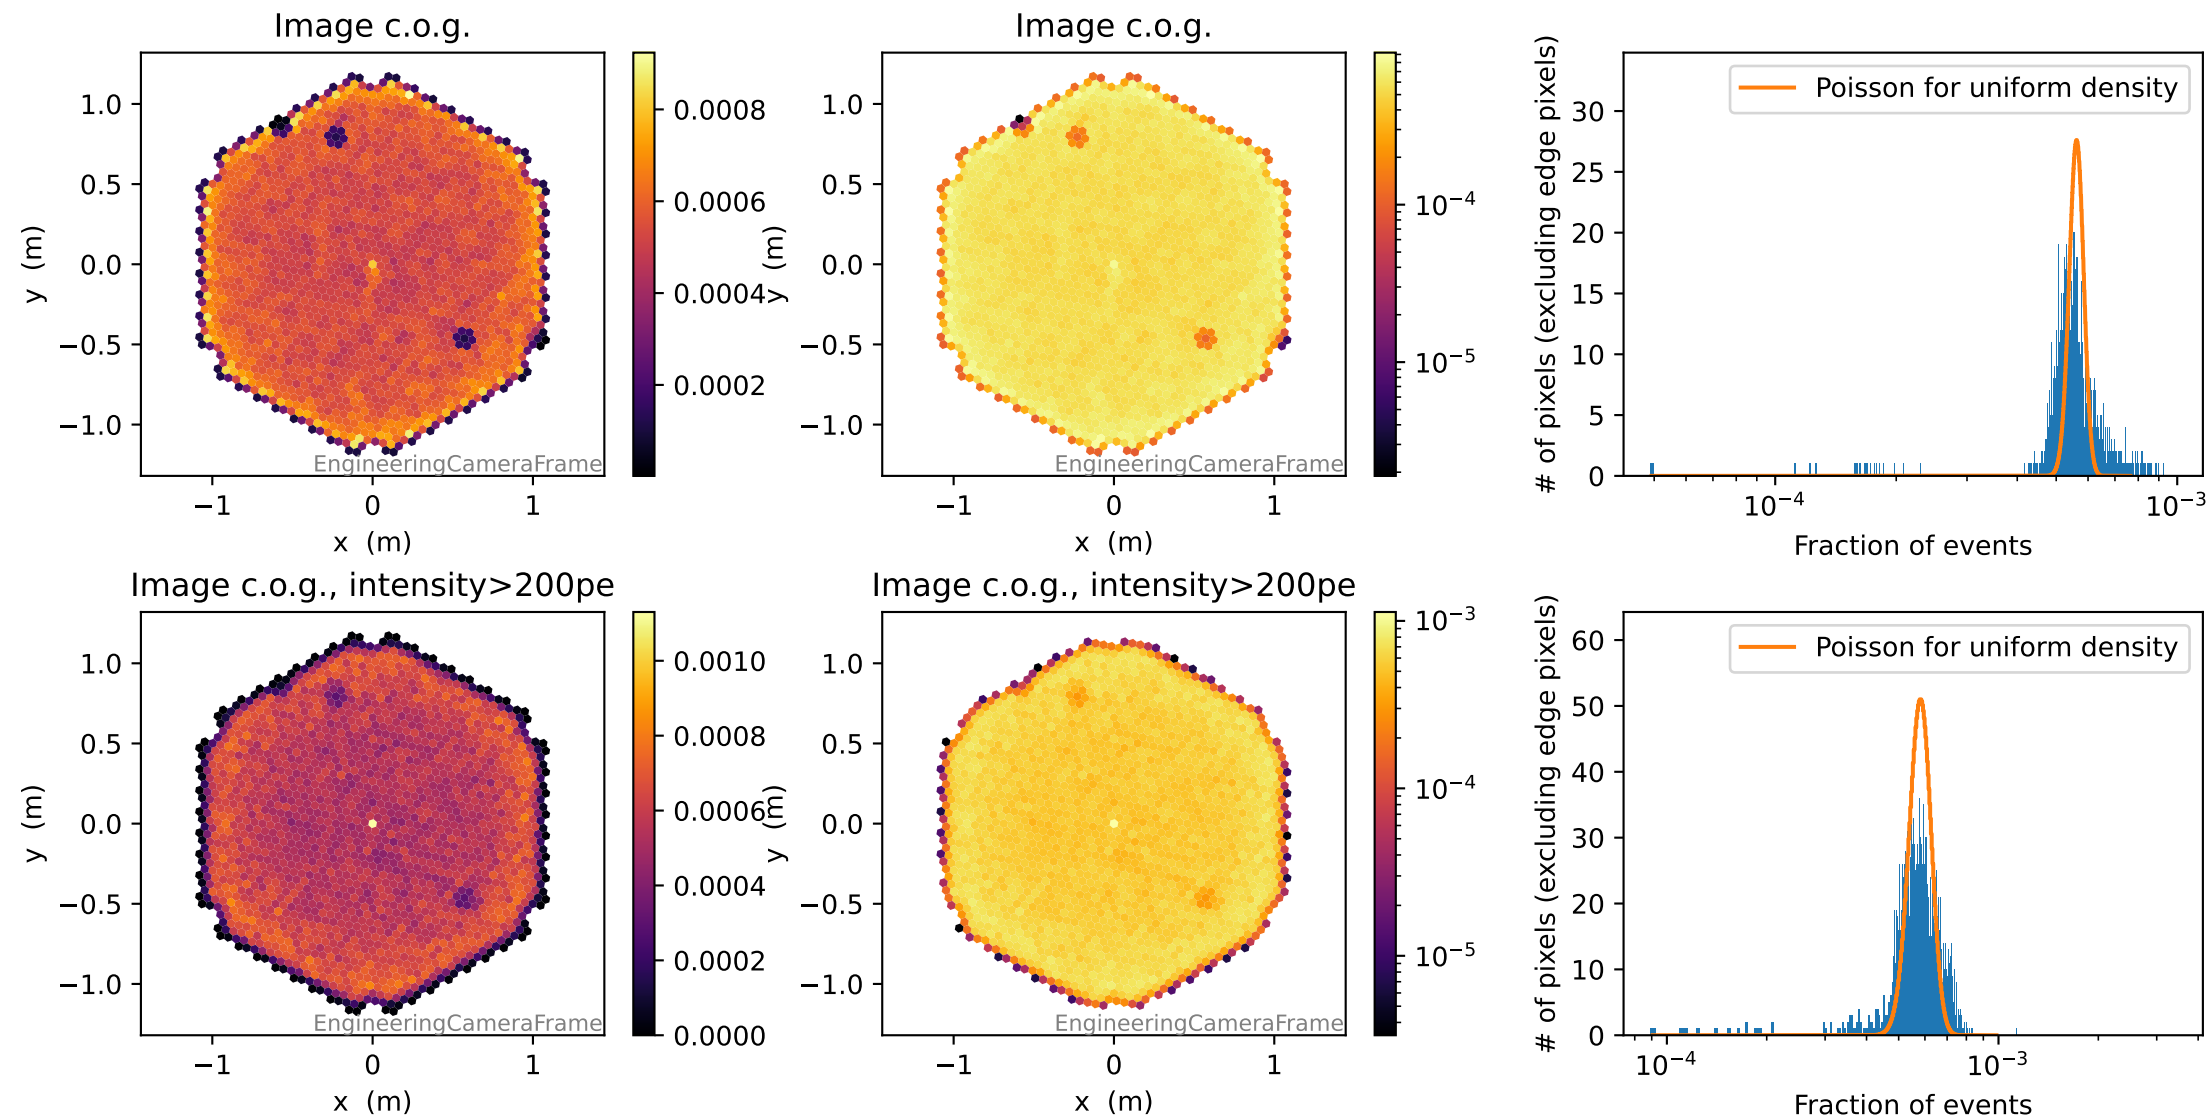 Image c.o.g.
y (m)
1.0
0.5
0.0
−0.5
−1.0
−1
0
1
x (m)
EngineeringCameraFrame
0.0008
0.0006
0.0004
0.0002
Image c.o.g.
y (m)
1.0
0.5
0.0
−0.5
−1.0
−1
0
1
x (m)
EngineeringCameraFrame
10−4
10−5
# of pixels (excluding edge pixels)
30
25
20
15
10
5
0
Poisson for uniform density
10−4
10−3
Fraction of events
Image c.o.g., intensity>200pe
y (m)
1.0
0.5
0.0
−0.5
−1.0
−1
0
1
x (m)
EngineeringCameraFrame
0.0010
0.0008
0.0006
0.0004
0.0002
0.0000
Image c.o.g., intensity>200pe
y (m)
1.0
0.5
0.0
−0.5
−1.0
−1
0
1
x (m)
EngineeringCameraFrame
10−3
10−4
10−5
# of pixels (excluding edge pixels)
60
50
40
30
20
10
0
Poisson for uniform density
10−4
10−3
Fraction of events